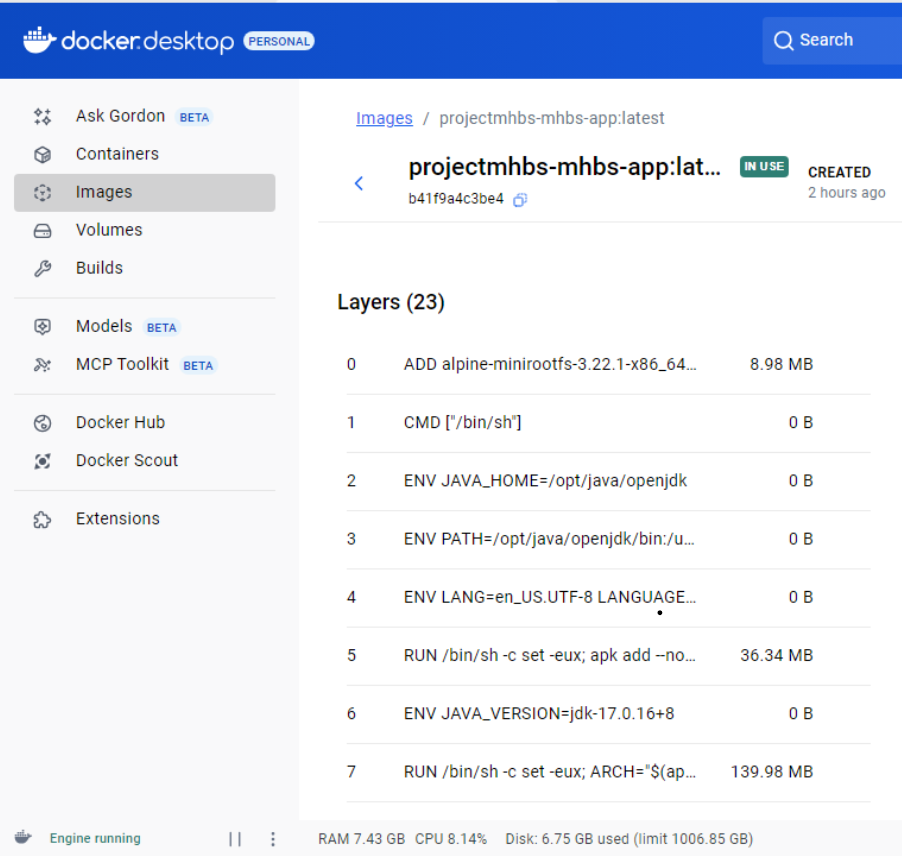 docker.desktop PERSONAL Search
Ask Gordon BETA
Containers
Images
Volumes
Builds
Models BETA
MCP Toolkit BETA
Docker Hub
Docker Scout
Extensions
Images / projectmhbs-mhbs-app:latest
projectmhbs-mhbs-app:lat... IN USE
b41f9a4c3be4
CREATED
2 hours ago
Layers (23)
0 ADD alpine-minirootfs-3.22.1-x86_64... 8.98 MB
1 CMD ["/bin/sh"] 0 B
2 ENV JAVA_HOME=/opt/java/openjdk 0 B
3 ENV PATH=/opt/java/openjdk/bin:/u... 0 B
4 ENV LANG=en_US.UTF-8 LANGUAGE... 0 B
5 RUN /bin/sh -c set -eux; apk add --no... 36.34 MB
6 ENV JAVA_VERSION=jdk-17.0.16+8 0 B
7 RUN /bin/sh -c set -eux; ARCH="$(ap... 139.98 MB
Engine running RAM 7.43 GB CPU 8.14% Disk: 6.75 GB used (limit 1006.85 GB)